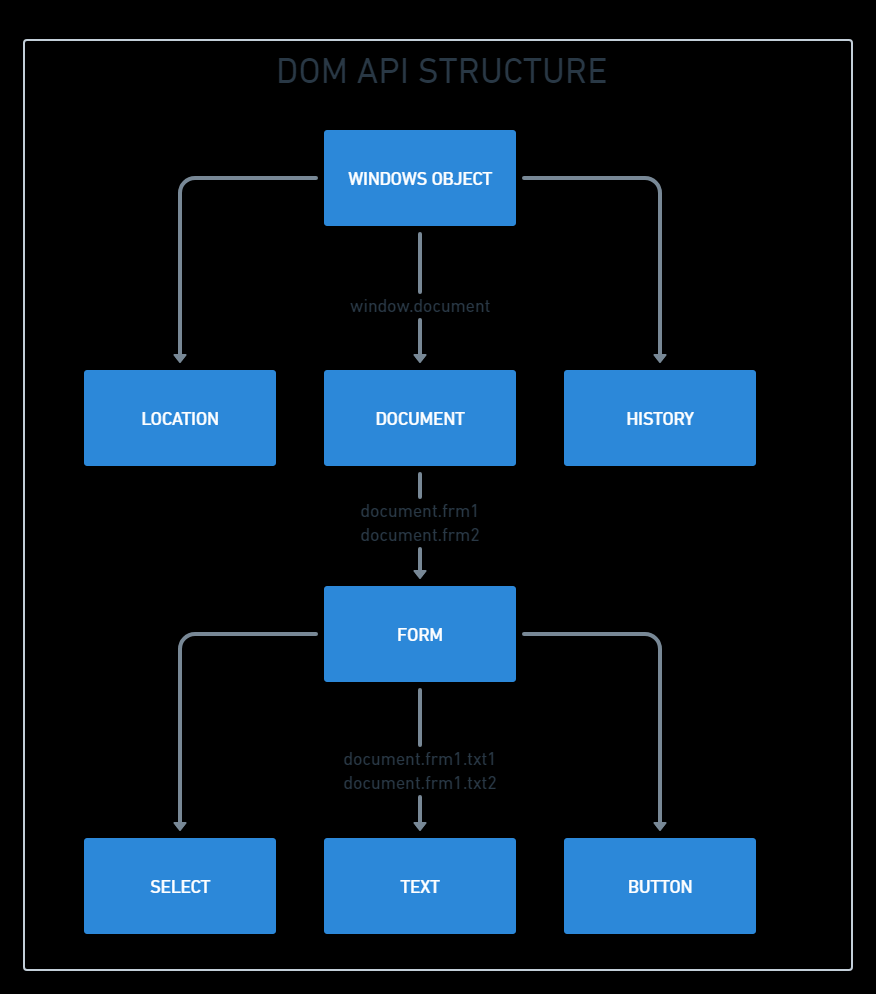 DOM API STRUCTURE
WINDOWS OBJECT
window.document
LOCATION
DOCUMENT
HISTORY
document.frm1
document.frm2
FORM
document.frm1.txt1
document.frm1.txt2
SELECT
TEXT
BUTTON